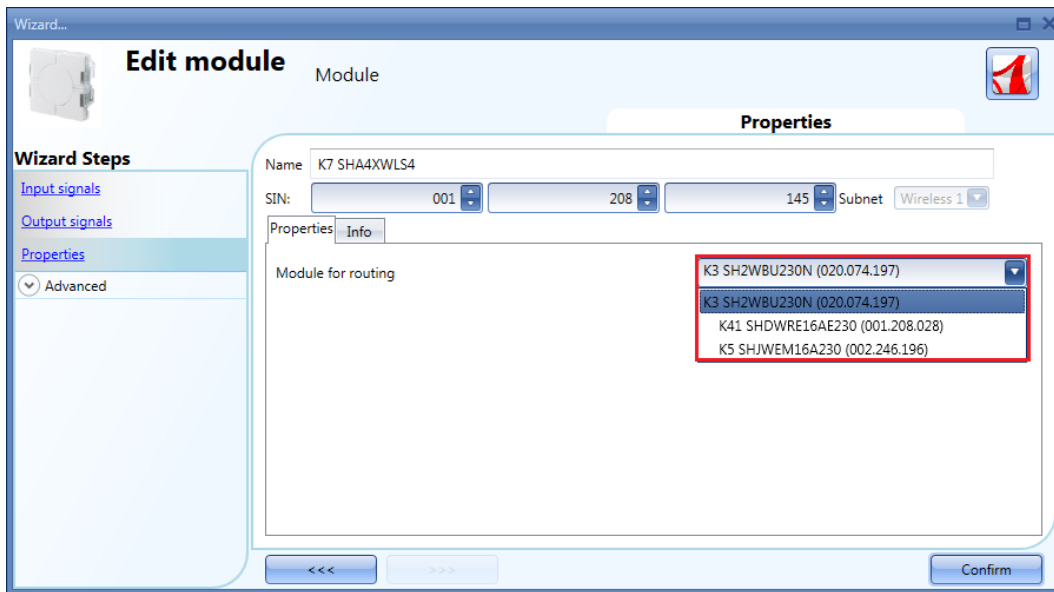 Wizard...
Edit module
Module
Properties
Wizard Steps
Input signals
Output signals
Properties
Advanced
Name K7 SHA4XWLS4
SIN: 001 208 145 Subnet Wireless 1
Properties Info
Module for routing K3 SH2WBU230N (020.074.197)
K3 SH2WBU230N (020.074.197)
K41 SHDWRE16AE230 (001.208.028)
K5 SHJWEM16A230 (002.246.196)
<<< >>> Confirm